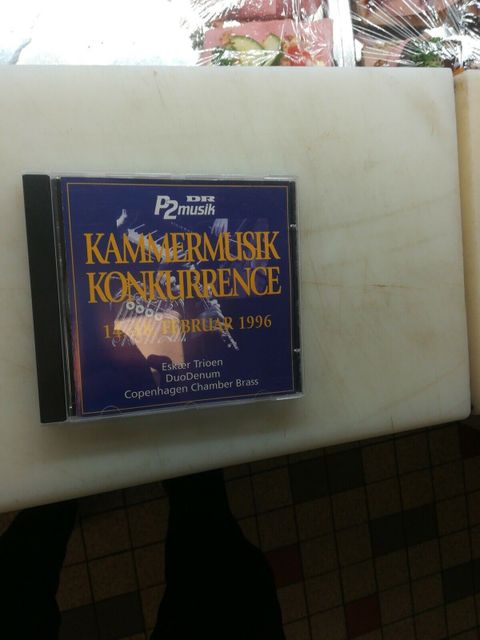 DR
P2musik
KAMMERMUSIK
KONKURRENCE
FEBRUAR 1996
Eskær Trioen
DuoDenum
Copenhagen Chamber Brass